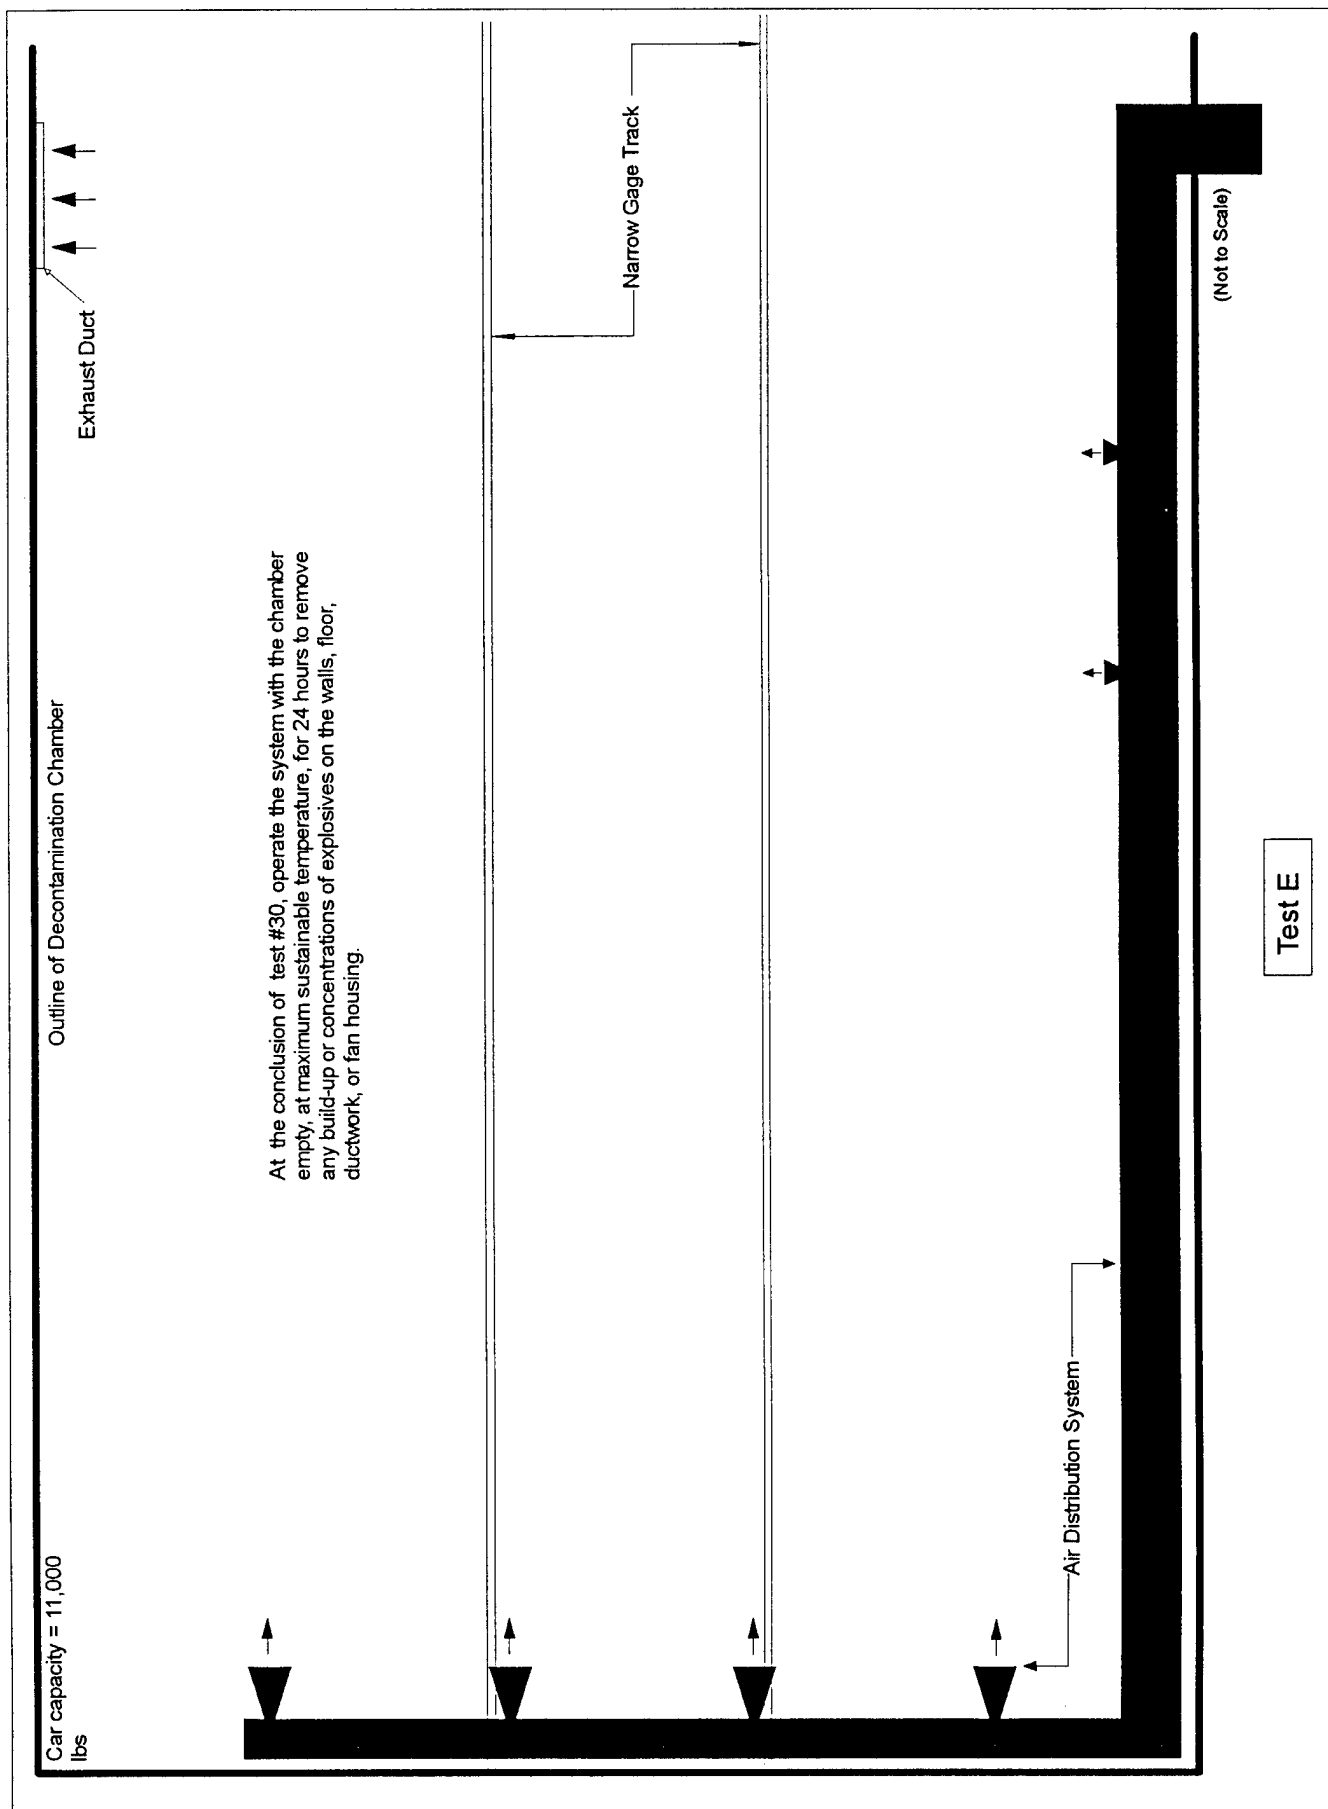 Car capacity = 11,000
lbs
Outline of Decontamination Chamber
Exhaust Duct
At the conclusion of test #30, operate the system with the chamber
empty, at maximum sustainable temperature, for 24 hours to remove
any build-up or concentrations of explosives on the walls, floor,
ductwork, or fan housing.
Narrow Gage Track
Air Distribution System
(Not to Scale)
Test E